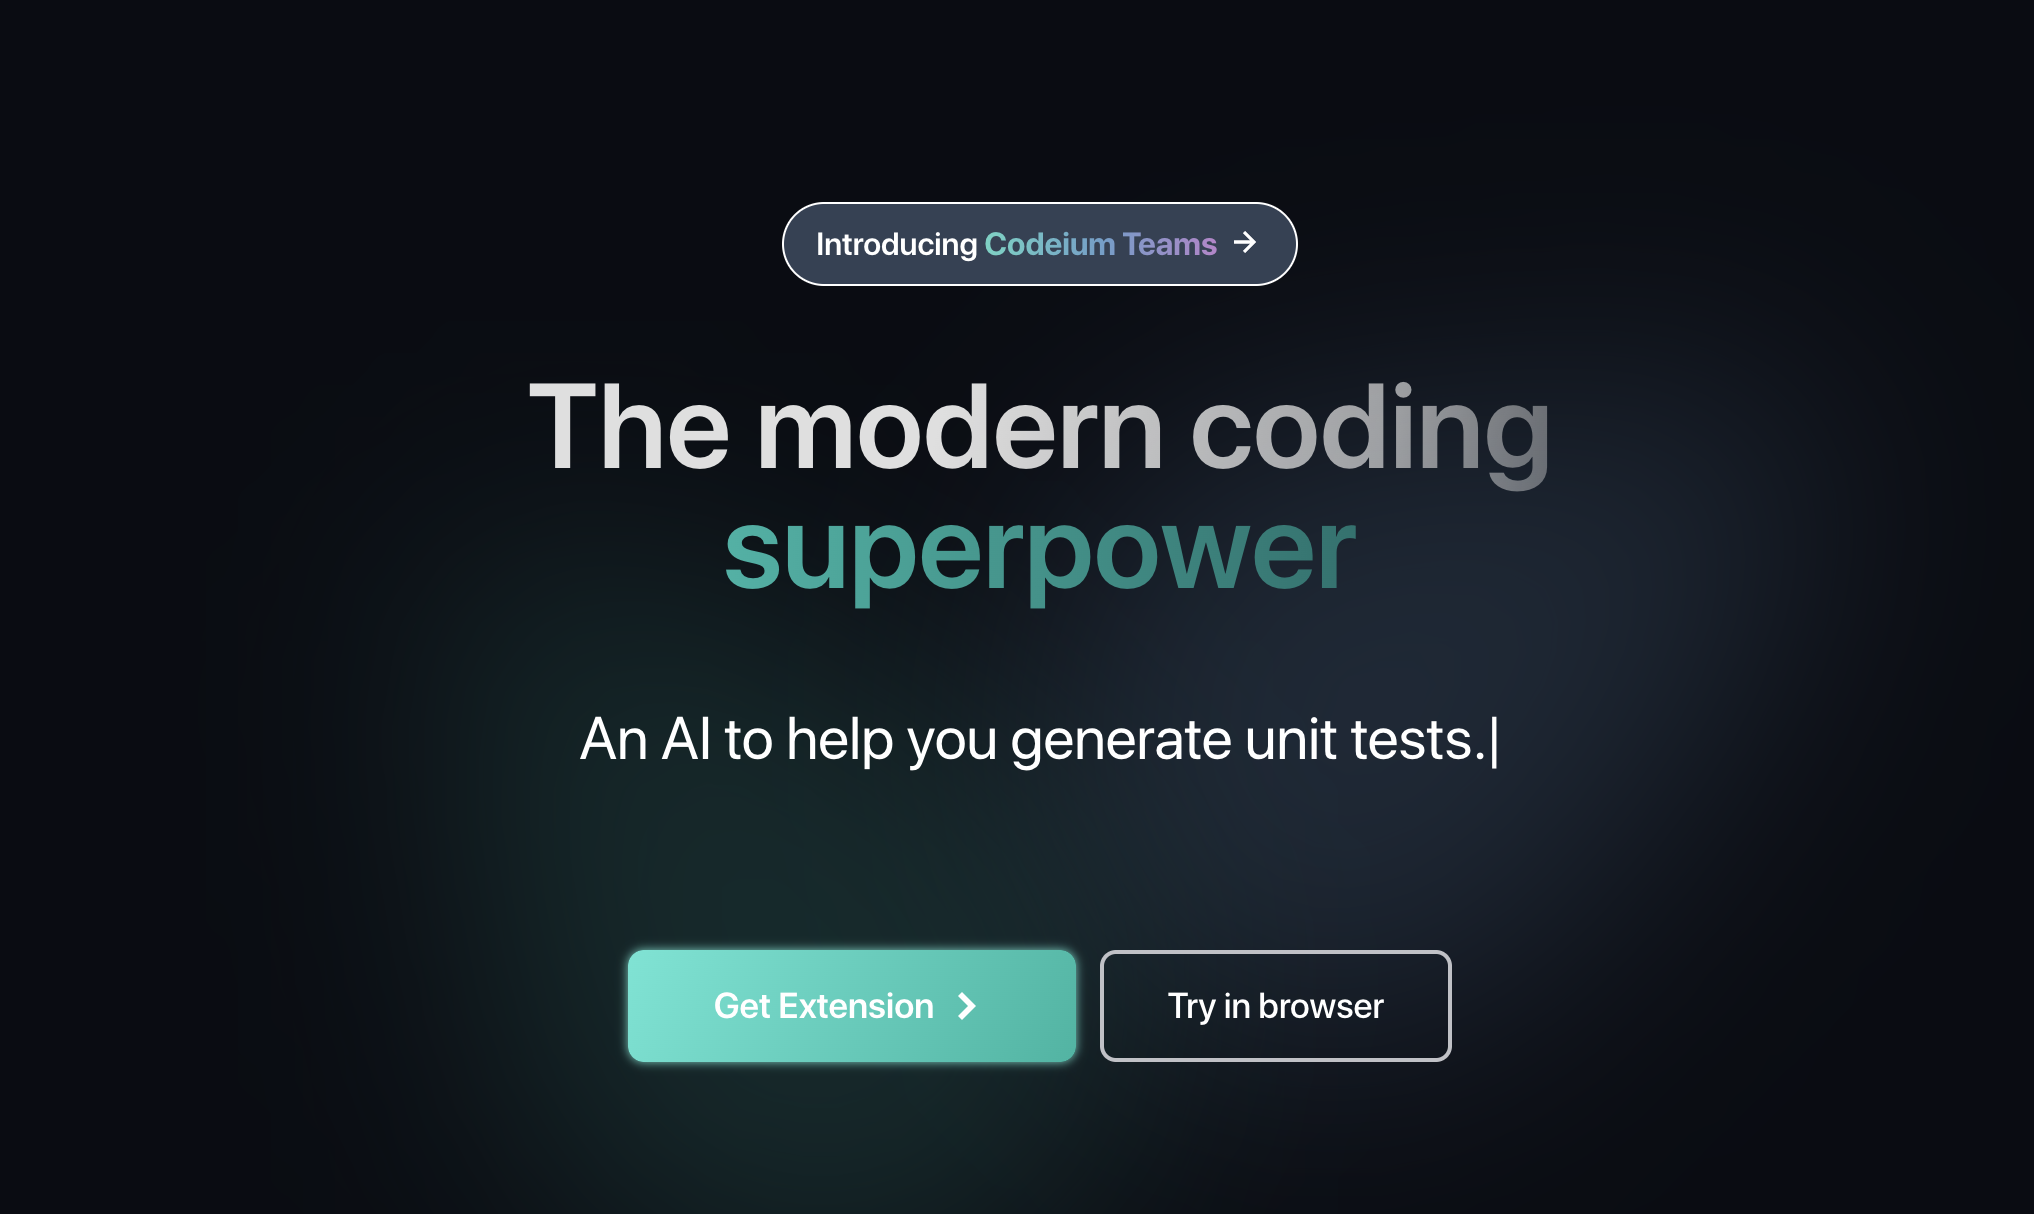 Introducing Codeium Teams →
The modern coding
superpower
An AI to help you generate unit tests.|
Get Extension
Try in browser